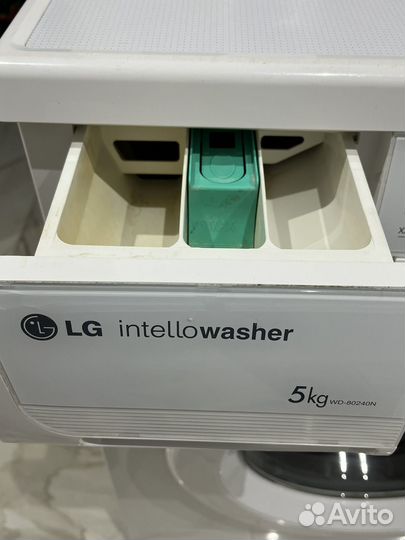 LG intellowasher
5kg WD-80240N
Avito